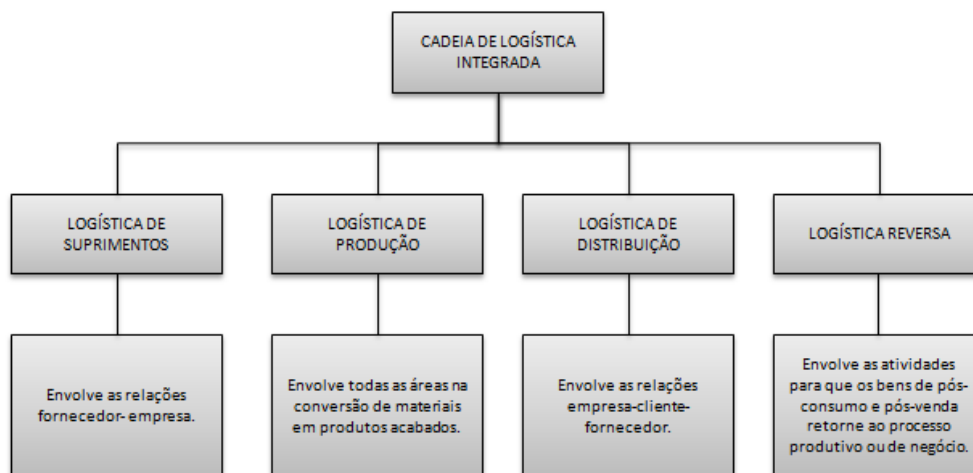 CADEIA DE LOGÍSTICA
INTEGRADA
LOGÍSTICA DE
SUPRIMENTOS
LOGÍSTICA DE
PRODUÇÃO
LOGÍSTICA DE
DISTRIBUIÇÃO
LOGÍSTICA REVERSA
Envolve as relações
fornecedor- empresa.
Envolve todas as áreas na
conversão de materiais
em produtos acabados.
Envolve as relações
empresa-cliente-
fornecedor.
Envolve as atividades
para que os bens de pós-
consumo e pós-venda
retorne ao processo
produtivo ou de negócio.